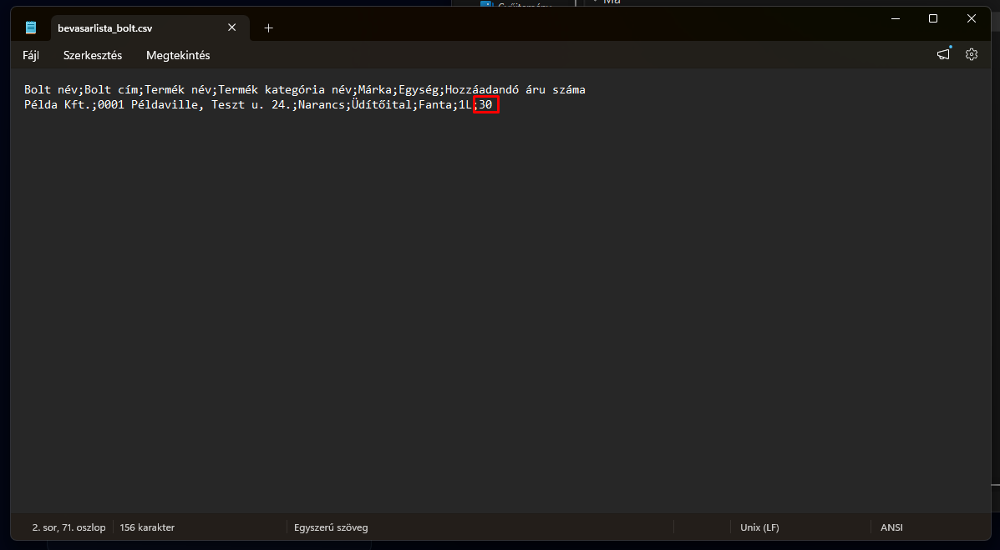 Má
bevasarlista_bolt.csv
Fájl Szerkesztés Megtekintés
Bolt név;Bolt cím;Termék név;Termék kategória név;Márka;Egység;Hozzáadandó áru száma
Példa Kft.;0001 Példaville, Teszt u. 24.;Narancs;Üdítőital;Fanta;1L;30
2. sor, 71. oszlop 156 karakter Egyszerű szöveg Unix (LF) ANSI